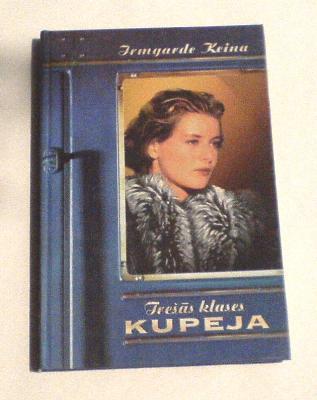 Irmgarde Keina
Trešās klases
KUPEJA